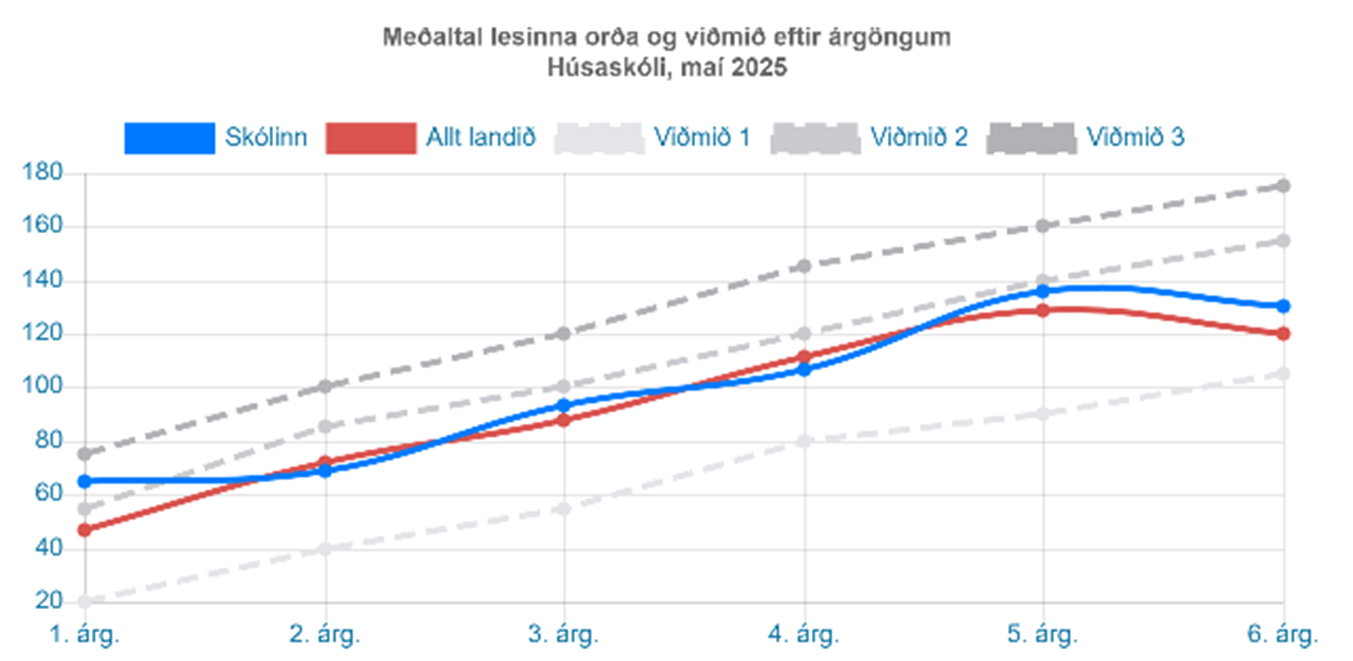 Meðaltal lesinna orða og viðmið eftir árgöngum
Húsaskóli, maí 2025
Skólinn Allt landið Viðmið 1 Viðmið 2 Viðmið 3
180
160
140
120
100
80
60
40
20
1. árg. 2. árg. 3. árg. 4. árg. 5. árg. 6. árg.